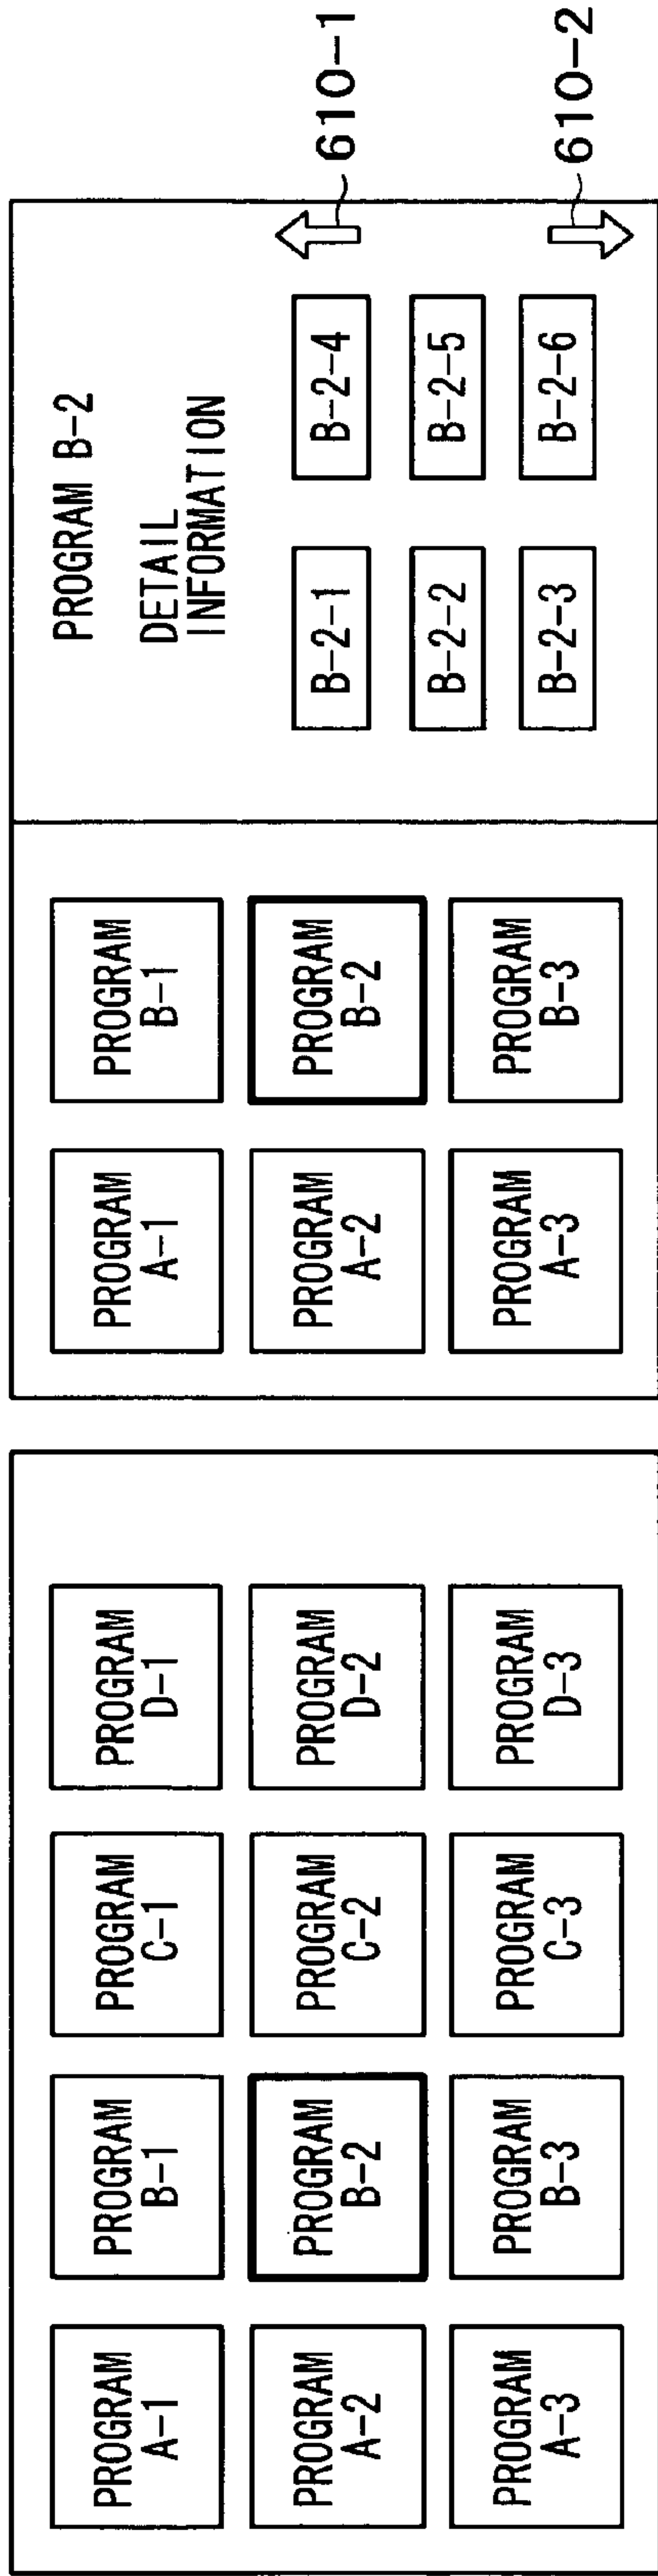 PROGRAM
A-1
PROGRAM
B-1
PROGRAM
C-1
PROGRAM
D-1
PROGRAM
A-2
PROGRAM
B-2
PROGRAM
C-2
PROGRAM
D-2
PROGRAM
A-3
PROGRAM
B-3
PROGRAM
C-3
PROGRAM
D-3
PROGRAM
A-1
PROGRAM
B-1
PROGRAM
A-2
PROGRAM
B-2
PROGRAM
A-3
PROGRAM
B-3
PROGRAM B-2
DETAIL
INFORMATION
B-2-1
B-2-4
B-2-2
B-2-5
B-2-3
B-2-6
610-1
610-2